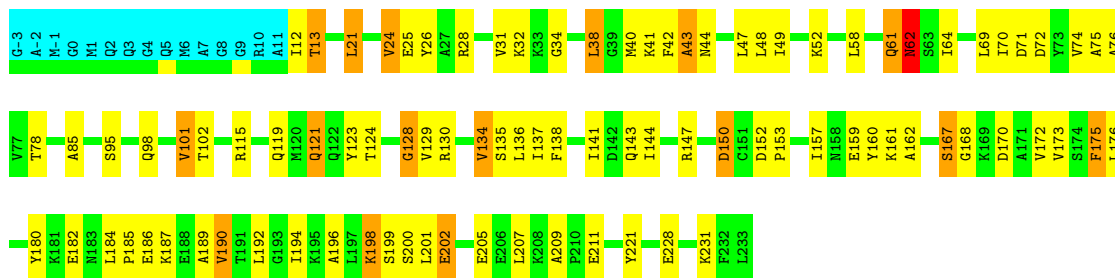 G-3 A-2 M-1 G0 M1 Q2 Q3 G4 Q5 M6 A7 G8 G9 R10 A11 I12 T13 L21 V24 E25 Y26 A27 R28 V31 K32 K33 G34 L38 G39 M40 K41 F42 A43 N44 L47 L48 I49 K52 L58 Q61 N62 S63 I64 L69 I70 D71 D72 Y73 V74 A75 A76
V77 T78 A85 S95 Q98 V101 T102 R115 Q119 M120 Q121 Q122 Y123 T124 G128 V129 R130 V134 S135 L136 I137 F138 I141 D142 Q143 I144 R147 D150 C151 D152 P153 I157 N158 E159 Y160 K161 A162 S167 G168 K169 D170 A171 V172 V173 S174 F175 L176
Y180 K181 E182 N183 L184 P185 E186 K187 E188 A189 V190 T191 L192 G193 I194 K195 A196 L197 K198 S199 S200 L201 E202 E205 E206 L207 K208 A209 P210 E211 Y221 E228 K231 F232 L233